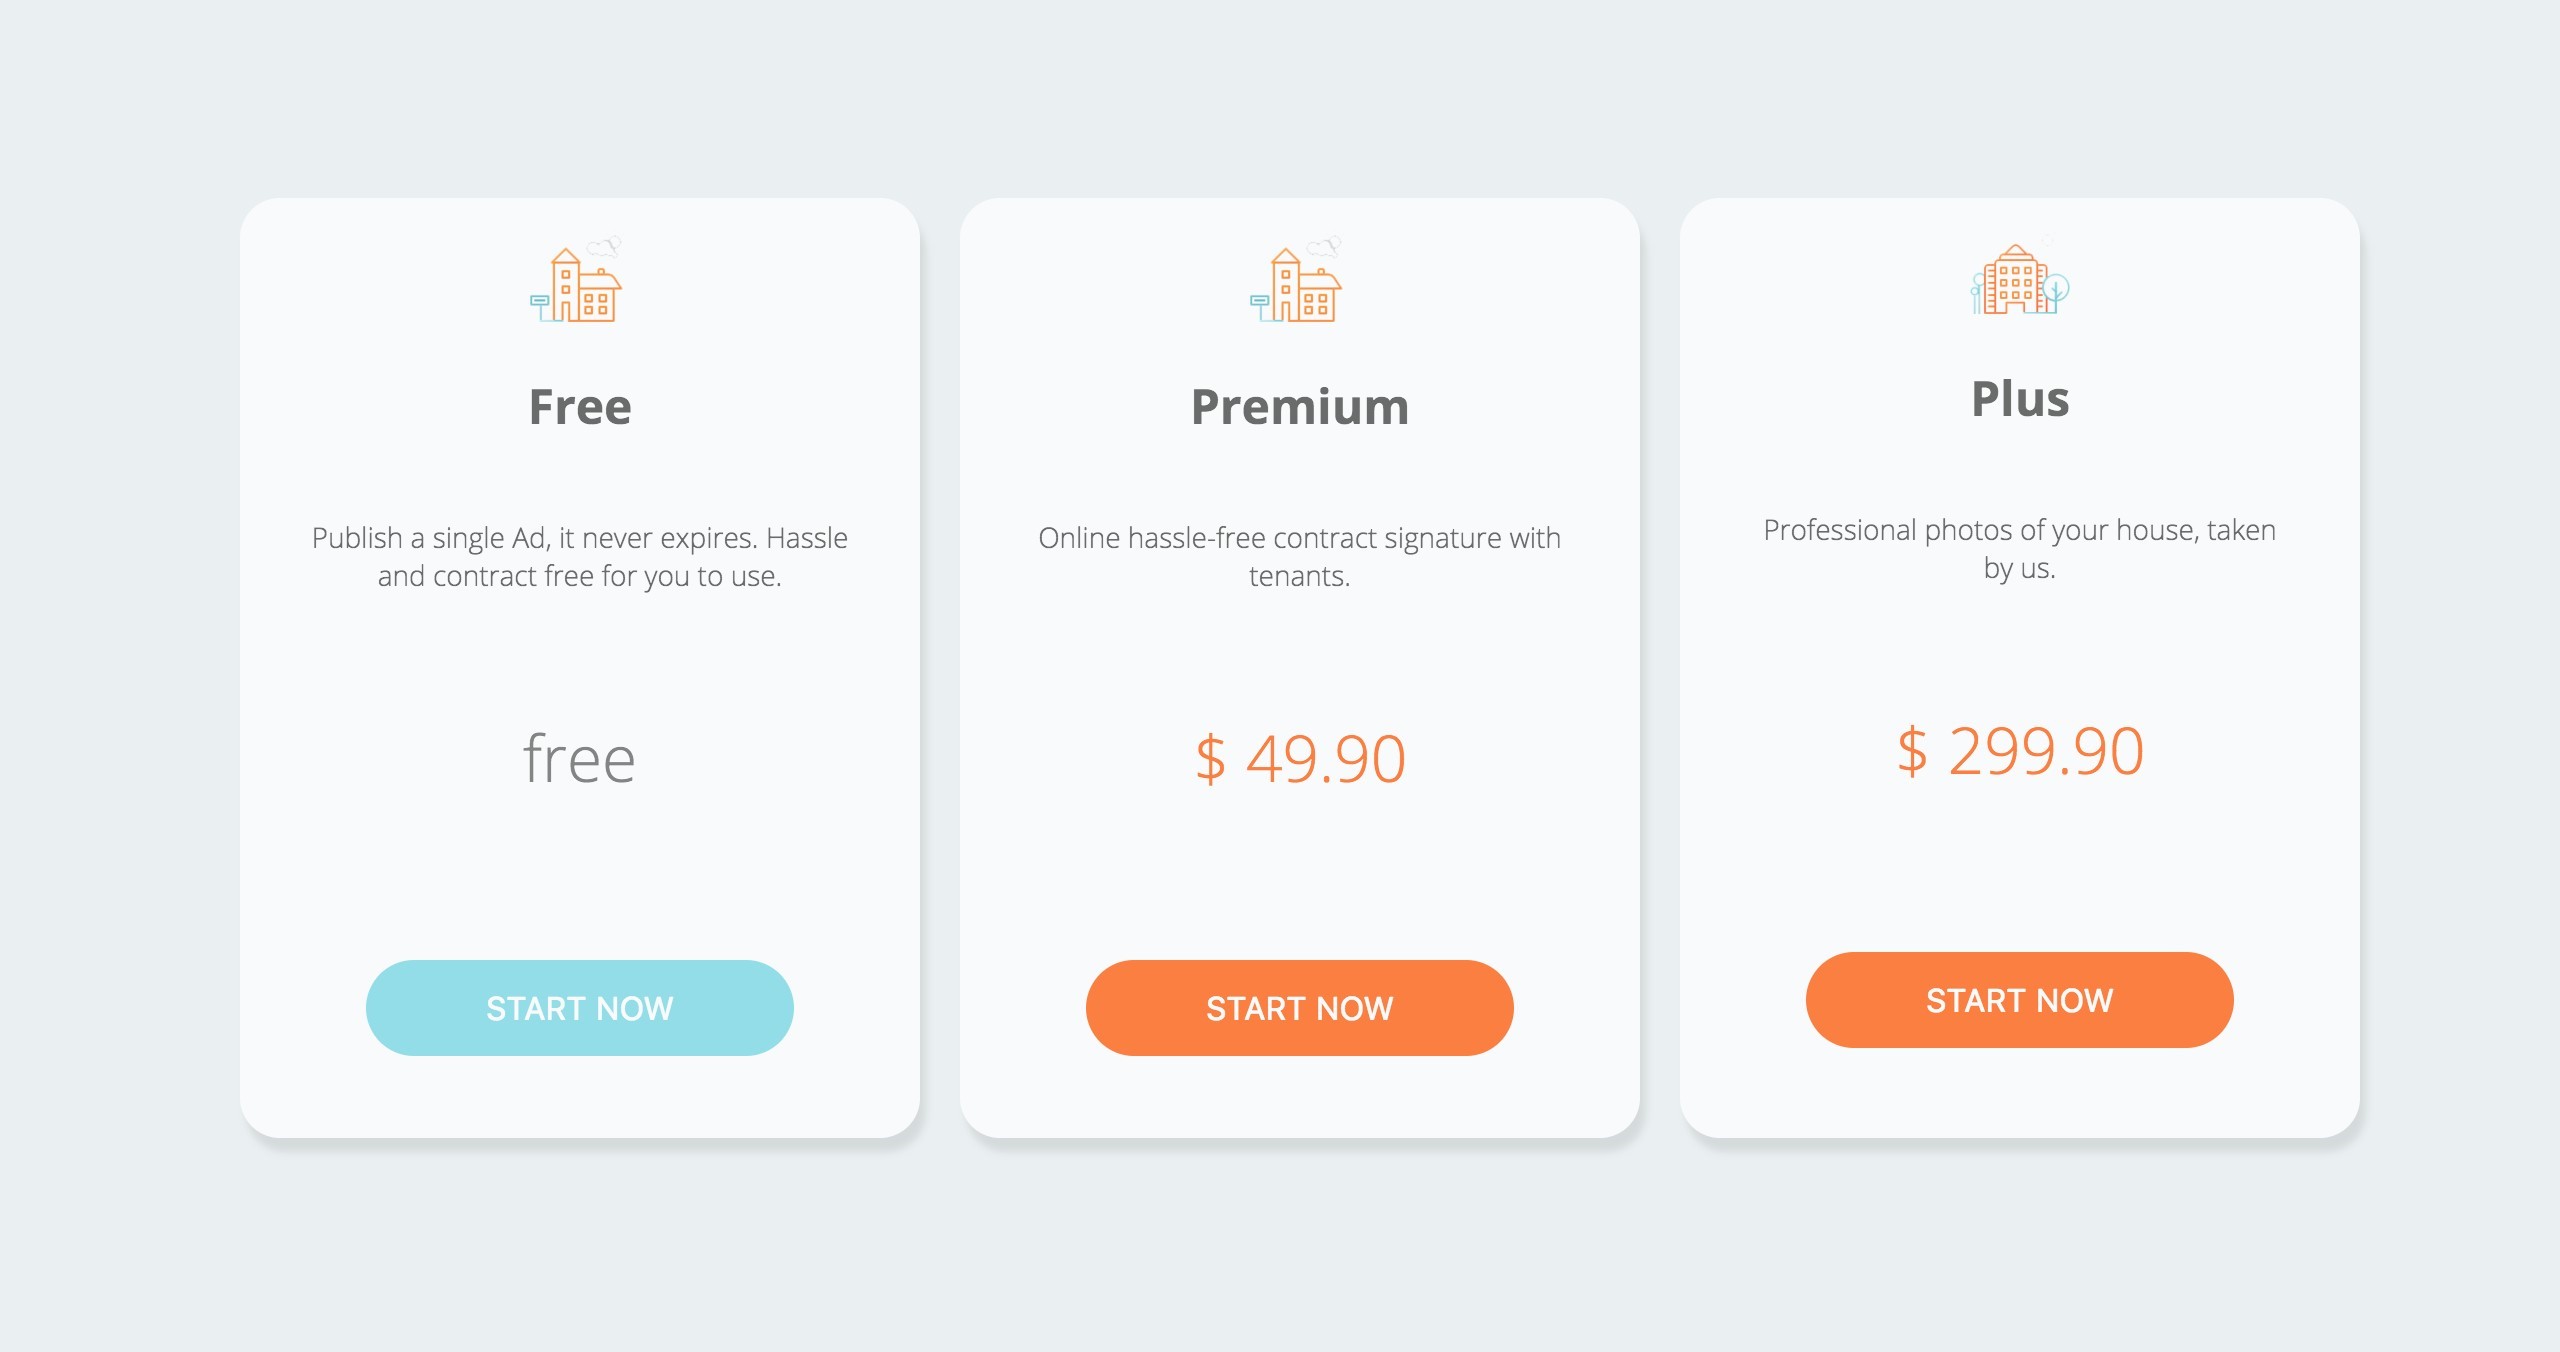 Free
Publish a single Ad, it never expires. Hassle
and contract free for you to use.
free
START NOW
Premium
Online hassle-free contract signature with
tenants.
$ 49.90
START NOW
Plus
Professional photos of your house, taken
by us.
$ 299.90
START NOW